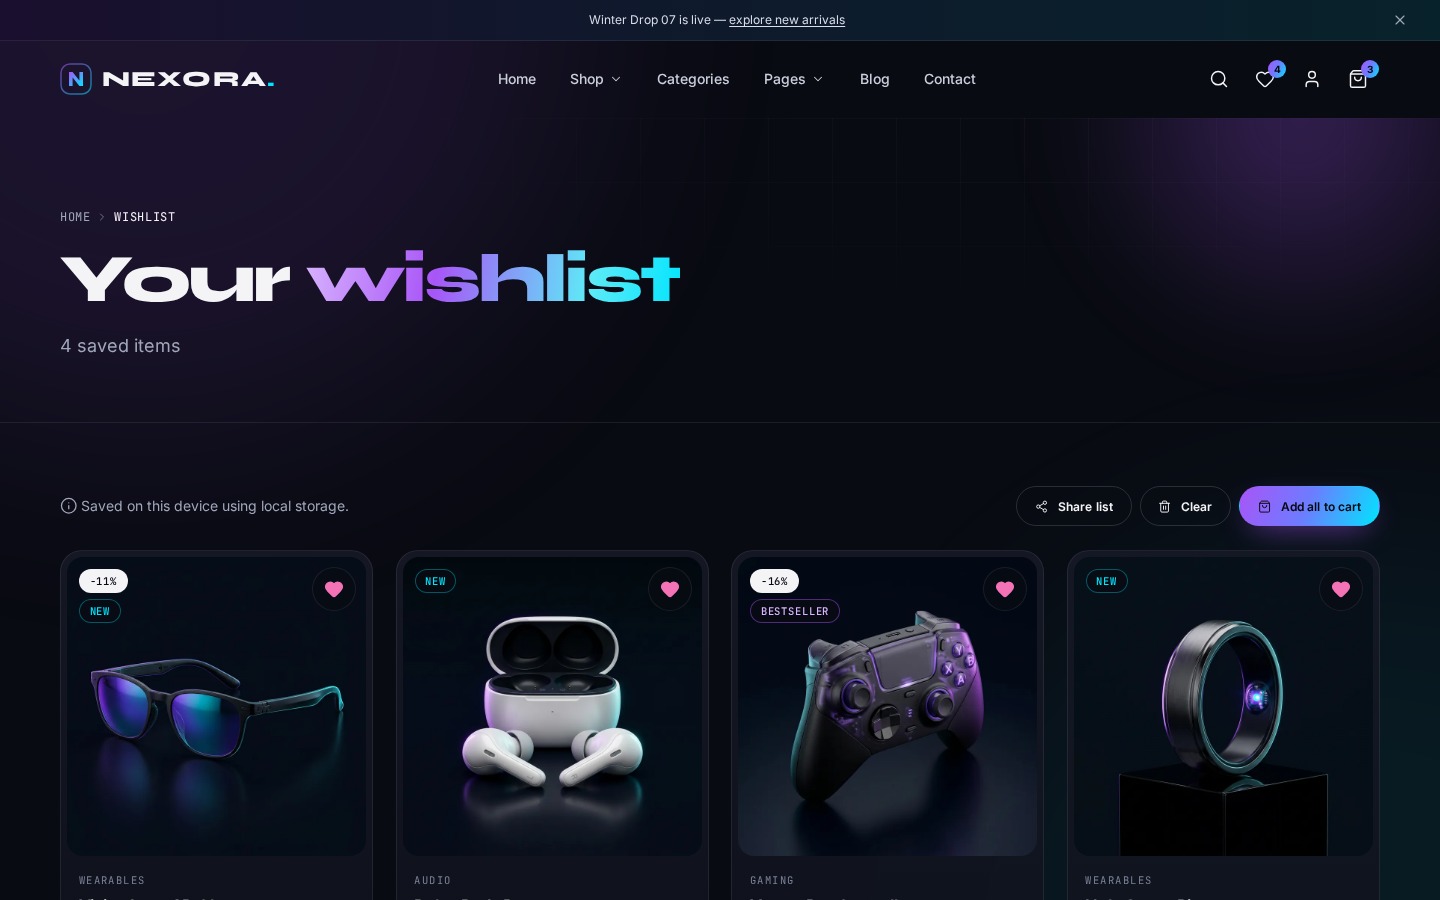 Winter Drop 07 is live — explore new arrivals
N NEXORA.
Home
Shop
Categories
Pages
Blog
Contact
4
3
HOME > WISHLIST
Your wishlist
4 saved items
Saved on this device using local storage.
Share list
Clear
Add all to cart
-11%
NEW
NEW
-16%
BESTSELLER
NEW
Y
B
X
A
WEARABLES
AUDIO
GAMING
WEARABLES